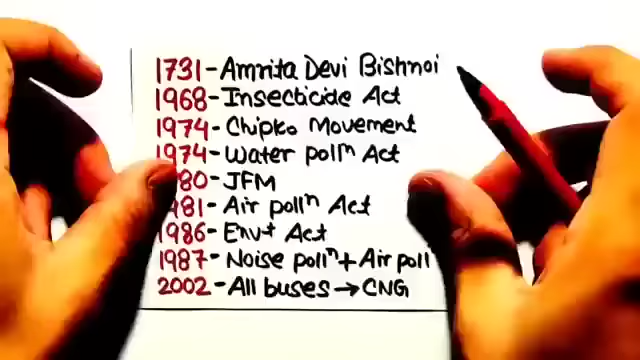 1731-Amrita Devi Bishnoi
1968-Insecticide Act
1974-Chipko Movement
1974-Water pollⁿ Act
80-JFM
981-Air pollⁿ Act
1986-Envt Act
1987-Noise pollⁿ+Air poll
2002-All buses→CNG